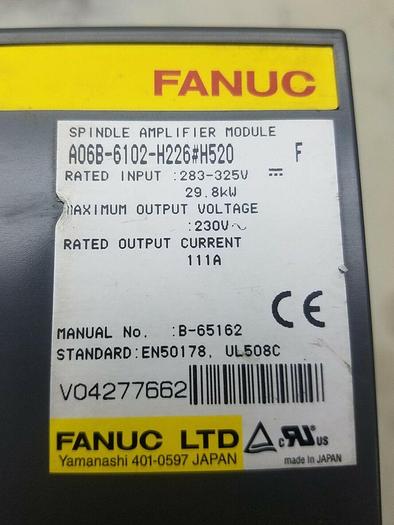 FANUC
SPINDLE AMPLIFIER MODULE
A06B-6102-H226#H520 F
RATED INPUT :283-325V
29.8kW
MAXIMUM OUTPUT VOLTAGE
:230V~
RATED OUTPUT CURRENT
111A
CE
MANUAL No. :B-65162
STANDARD:EN50178, UL508C
V04277662
FANUC LTD
Yamanashi 401-0597 JAPAN
c RU US
made in JAPAN